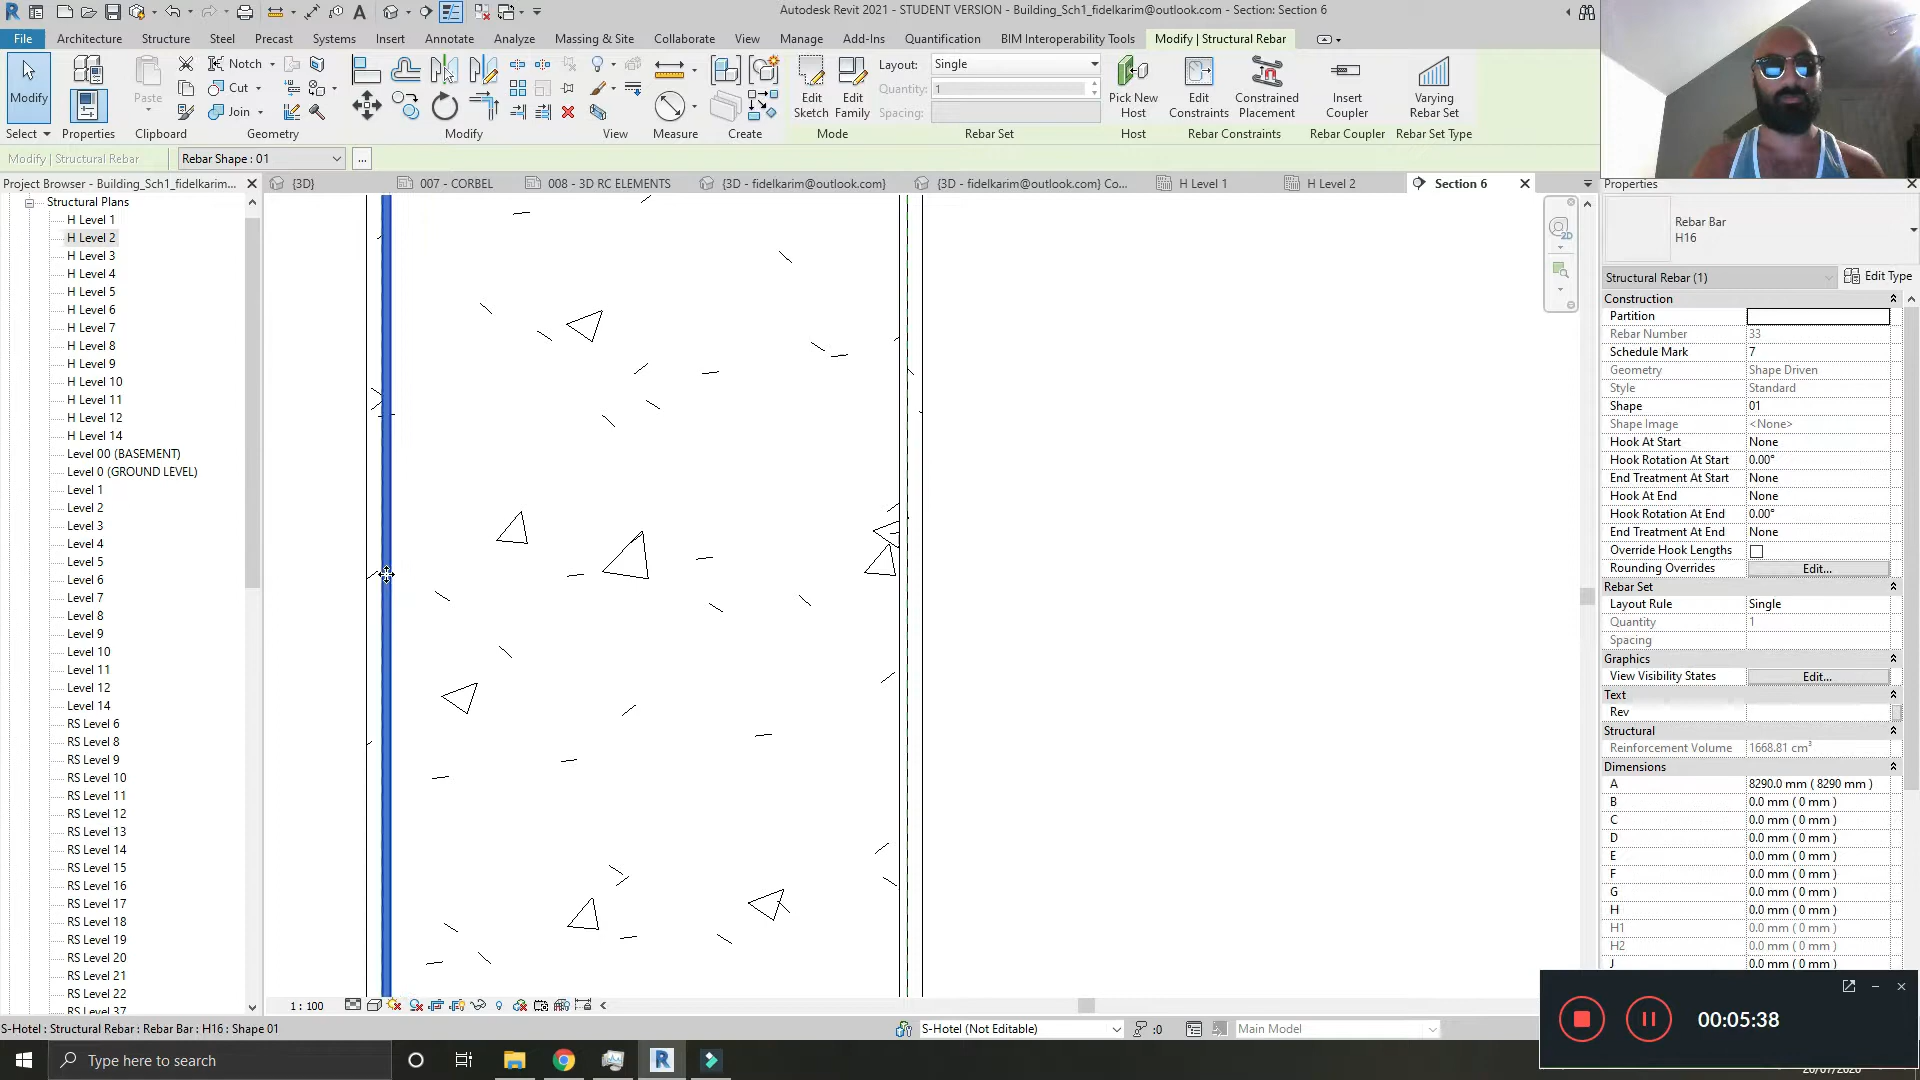 Autodesk Revit 2021 - STUDENT VERSION - Building_Sch1_fidelkarim@outlook.com - Section: Section 6
File Architecture Structure Steel Precast Systems Insert Annotate Analyze Massing & Site Collaborate View Manage Add-Ins Quantification BIM Interoperability Tools Modify | Structural Rebar
Modify
Select
Properties
Paste
Clipboard
Notch
Cut
Join
Geometry
Modify
View
Measure
Create
Edit Sketch
Edit Family
Mode
Layout: Single
Quantity: 1
Spacing:
Rebar Set
Pick New Host
Host
Edit Constraints
Constrained Placement
Rebar Constraints
Insert Coupler
Rebar Coupler
Varying Rebar Set
Rebar Set Type
Modify | Structural Rebar
Rebar Shape : 01
...
Project Browser - Building_Sch1_fidelkarim...
{3D}
007 - CORBEL
008 - 3D RC ELEMENTS
{3D - fidelkarim@outlook.com}
{3D - fidelkarim@outlook.com} Co...
H Level 1
H Level 2
Section 6
Structural Plans
H Level 1
H Level 2
H Level 3
H Level 4
H Level 5
H Level 6
H Level 7
H Level 8
H Level 9
H Level 10
H Level 11
H Level 12
H Level 14
Level 00 (BASEMENT)
Level 0 (GROUND LEVEL)
Level 1
Level 2
Level 3
Level 4
Level 5
Level 6
Level 7
Level 8
Level 9
Level 10
Level 11
Level 12
Level 14
RS Level 6
RS Level 8
RS Level 9
RS Level 10
RS Level 11
RS Level 12
RS Level 13
RS Level 14
RS Level 15
RS Level 16
RS Level 17
RS Level 18
RS Level 19
RS Level 20
RS Level 21
RS Level 22
RS Level 37
2D
Properties
Rebar Bar
H16
Structural Rebar (1)
Edit Type
Construction
Partition
Rebar Number 33
Schedule Mark 7
Geometry Shape Driven
Style Standard
Shape 01
Shape Image <None>
Hook At Start None
Hook Rotation At Start 0.00°
End Treatment At Start None
Hook At End None
Hook Rotation At End 0.00°
End Treatment At End None
Override Hook Lengths
Rounding Overrides Edit...
Rebar Set
Layout Rule Single
Quantity 1
Spacing
Graphics
View Visibility States Edit...
Text
Rev
Structural
Reinforcement Volume 1668.81 cm³
Dimensions
A 8290.0 mm ( 8290 mm )
B 0.0 mm ( 0 mm )
C 0.0 mm ( 0 mm )
D 0.0 mm ( 0 mm )
E 0.0 mm ( 0 mm )
F 0.0 mm ( 0 mm )
G 0.0 mm ( 0 mm )
H 0.0 mm ( 0 mm )
H1 0.0 mm ( 0 mm )
H2 0.0 mm ( 0 mm )
J 0.0 mm ( 0 mm )
00:05:38
1 : 100
S-Hotel : Structural Rebar : Rebar Bar : H16 : Shape 01
S-Hotel (Not Editable)
:0
Main Model
Type here to search